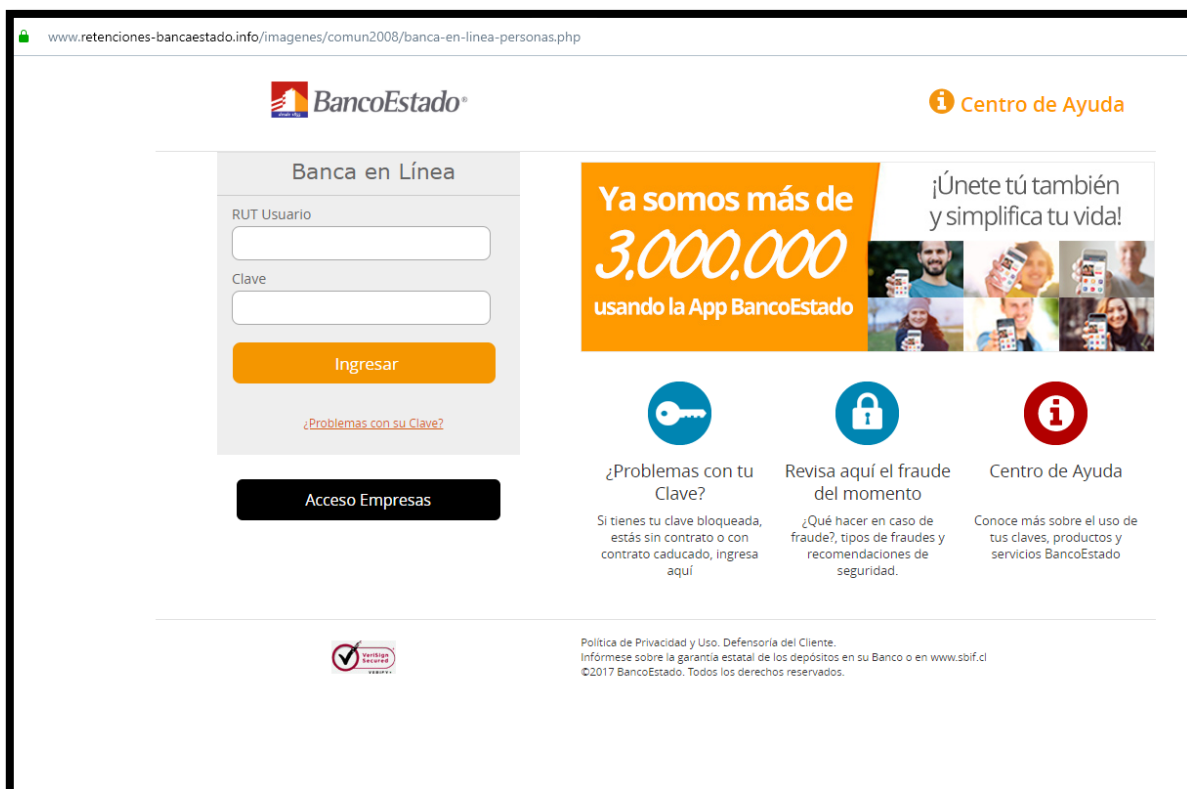 www.retenciones-bancaestado.info/imagenes/comun2008/banca-en-linea-personas.php
BancoEstado®
Centro de Ayuda
Banca en Línea
RUT Usuario
Clave
Ingresar
¿Problemas con su Clave?
Acceso Empresas
Ya somos más de
3.000.000
usando la App BancoEstado
¡Únete tú también
y simplifica tu vida!
¿Problemas con tu
Clave?
Si tienes tu clave bloqueada,
estás sin contrato o con
contrato caducado, ingresa
aquí
Revisa aquí el fraude
del momento
¿Qué hacer en caso de
fraude?, tipos de fraudes y
recomendaciones de
seguridad.
Centro de Ayuda
Conoce más sobre el uso de
tus claves, productos y
servicios BancoEstado
VeriSign
Secured
VERIFY
Política de Privacidad y Uso. Defensoría del Cliente.
Infórmese sobre la garantía estatal de los depósitos en su Banco o en www.sbif.cl
©2017 BancoEstado. Todos los derechos reservados.